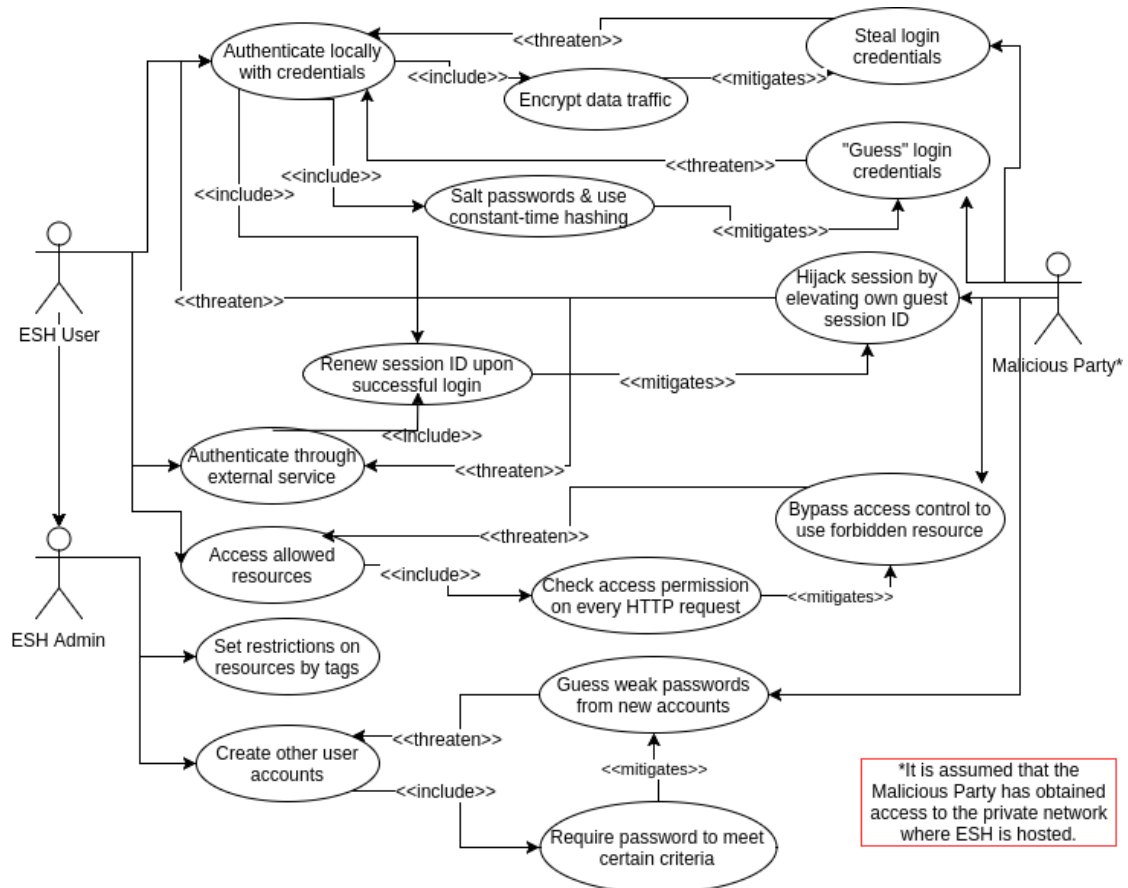 Authenticate locally
with credentials
<<threaten>>
Steal login
credentials
<<include>>
Encrypt data traffic
<<mitigates>>
<<include>>
<<include>>
<<threaten>>
"Guess" login
credentials
Salt passwords & use
constant-time hashing
<<mitigates>>
ESH User
<<threaten>>
Hijack session by
elevating own guest
session ID
Malicious Party*
Renew session ID upon
successful login
<<mitigates>>
<<include>>
Authenticate through
external service
<<threaten>>
Bypass access control to
use forbidden resource
<<threaten>>
Access allowed
resources
<<include>>
Check access permission
on every HTTP request
<<mitigates>>
ESH Admin
Set restrictions on
resources by tags
Guess weak passwords
from new accounts
<<threaten>>
Create other user
accounts
<<include>>
<<mitigates>>
Require password to meet
certain criteria
*It is assumed that the
Malicious Party has obtained
access to the private network
where ESH is hosted.